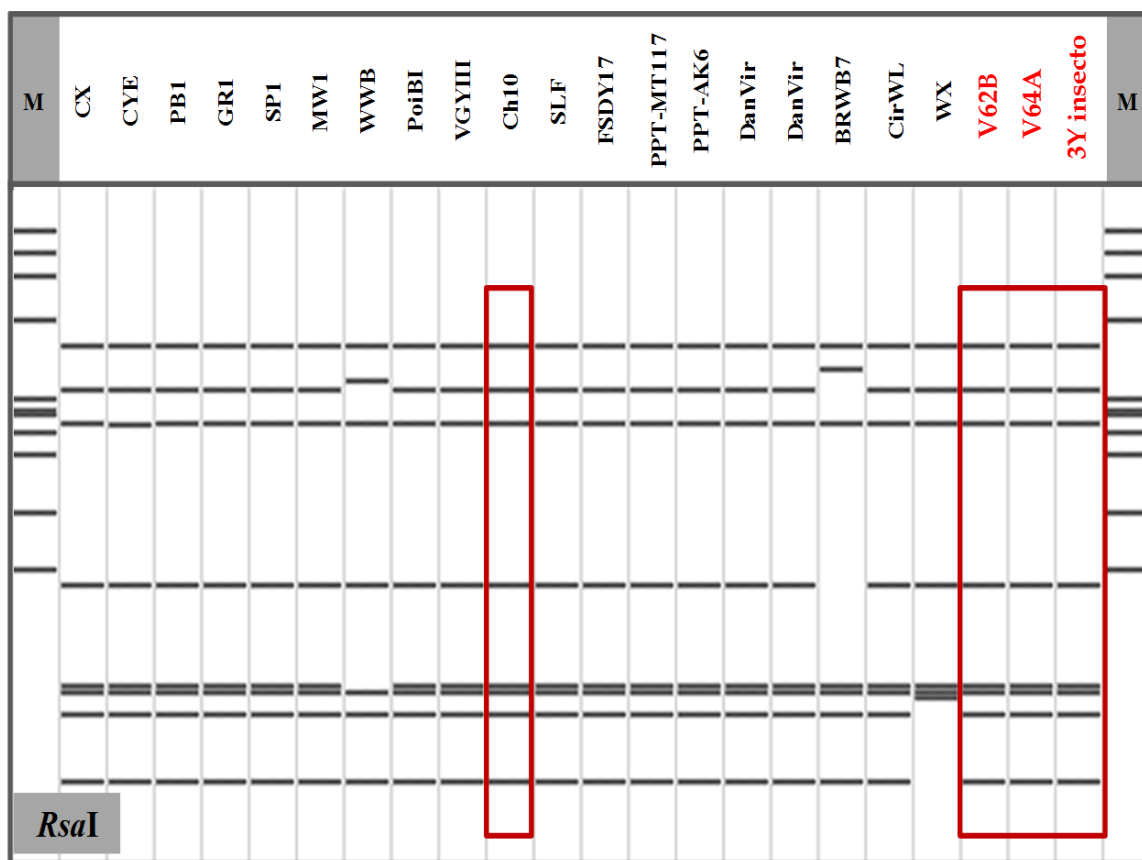 M
CX
CYE
PB1
GR1
SP1
MW1
WWB
PoiBI
VGYIII
Ch10
SLF
FSDY17
PPT-MT117
PPT-AK6
DanVir
DanVir
BRWB7
CirWL
WX
V62B
V64A
3Y insecto
M
RsaI